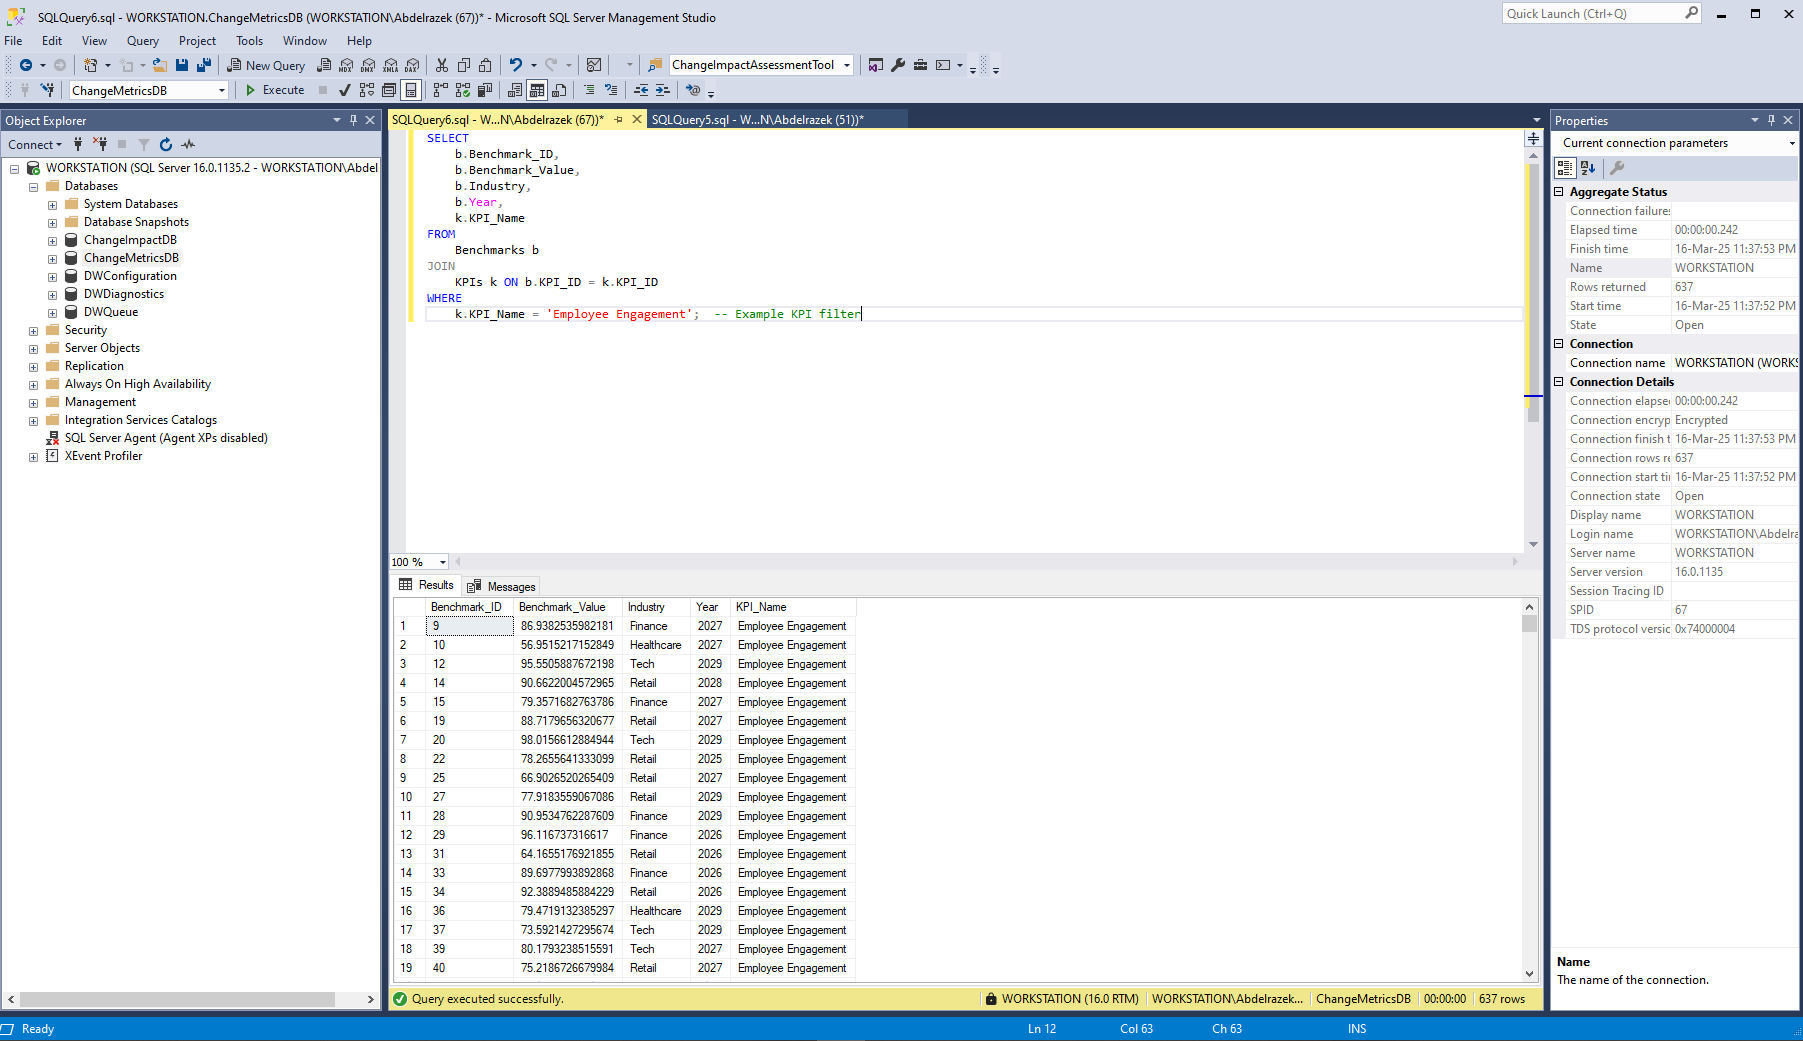 SQLQuery6.sql - WORKSTATION.ChangeMetricsDB (WORKSTATION\Abdelrazek (67))* - Microsoft SQL Server Management Studio
Quick Launch (Ctrl+Q)
File Edit View Query Project Tools Window Help
New Query MDX DMX XMLA DAX ChangeImpactAssessmentTool
ChangeMetricsDB Execute
Object Explorer
Connect
WORKSTATION (SQL Server 16.0.1135.2 - WORKSTATION\Abdel
Databases
System Databases
Database Snapshots
ChangeImpactDB
ChangeMetricsDB
DWConfiguration
DWDiagnostics
DWQueue
Security
Server Objects
Replication
Always On High Availability
Management
Integration Services Catalogs
SQL Server Agent (Agent XPs disabled)
XEvent Profiler
SQLQuery6.sql - W...N\Abdelrazek (67))* SQLQuery5.sql - W...N\Abdelrazek (51))*
SELECT
b.Benchmark_ID,
b.Benchmark_Value,
b.Industry,
b.Year,
k.KPI_Name
FROM
Benchmarks b
JOIN
KPIs k ON b.KPI_ID = k.KPI_ID
WHERE
k.KPI_Name = 'Employee Engagement';  -- Example KPI filter
100 %
Results Messages
Benchmark_ID Benchmark_Value Industry Year KPI_Name
1 9 86.9382535982181 Finance 2027 Employee Engagement
2 10 56.9515217152849 Healthcare 2027 Employee Engagement
3 12 95.5505887672198 Tech 2029 Employee Engagement
4 14 90.6622004572965 Retail 2028 Employee Engagement
5 15 79.3571682763786 Finance 2027 Employee Engagement
6 19 88.7179656320677 Retail 2027 Employee Engagement
7 20 98.0156612884944 Tech 2029 Employee Engagement
8 22 78.2655641333099 Retail 2025 Employee Engagement
9 25 66.9026520265409 Retail 2027 Employee Engagement
10 27 77.9183559067086 Retail 2029 Employee Engagement
11 28 90.9534762287609 Finance 2029 Employee Engagement
12 29 96.116737316617 Finance 2026 Employee Engagement
13 31 64.1655176921855 Retail 2026 Employee Engagement
14 33 89.6977993892868 Finance 2026 Employee Engagement
15 34 92.3889485884229 Retail 2026 Employee Engagement
16 36 79.4719132385297 Healthcare 2029 Employee Engagement
17 37 73.5921427295674 Tech 2029 Employee Engagement
18 39 80.1793238515591 Tech 2027 Employee Engagement
19 40 75.2186726679984 Retail 2027 Employee Engagement
Query executed successfully. WORKSTATION (16.0 RTM) WORKSTATION\Abdelrazek... ChangeMetricsDB 00:00:00 637 rows
Properties
Current connection parameters
Aggregate Status
Connection failures
Elapsed time 00:00:00.242
Finish time 16-Mar-25 11:37:53 PM
Name WORKSTATION
Rows returned 637
Start time 16-Mar-25 11:37:52 PM
State Open
Connection
Connection name WORKSTATION (WORKS
Connection Details
Connection elapse 00:00:00.242
Connection encryp Encrypted
Connection finish t 16-Mar-25 11:37:53 PM
Connection rows re 637
Connection start tir 16-Mar-25 11:37:52 PM
Connection state Open
Display name WORKSTATION
Login name WORKSTATION\Abdelra
Server name WORKSTATION
Server version 16.0.1135
Session Tracing ID
SPID 67
TDS protocol versic 0x74000004
Name
The name of the connection.
Ready Ln 12 Col 63 Ch 63 INS